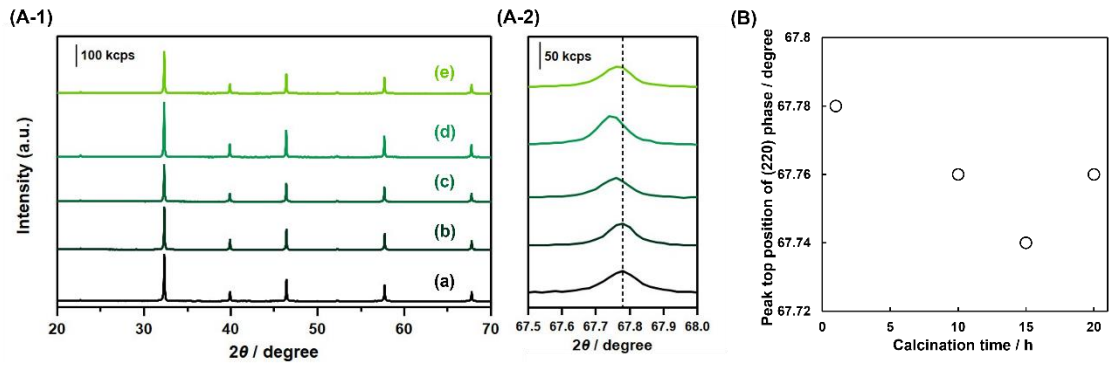 (A-1)
100 kcps
(e)
(d)
(c)
(b)
(a)
Intensity (a.u.)
20 30 40 50 60 70
2θ / degree
(A-2)
50 kcps
67.5 67.6 67.7 67.8 67.9 68.0
2θ / degree
(B)
Peak top position of (220) phase / degree
67.8
67.78
67.76
67.74
67.72
0 5 10 15 20
Calcination time / h